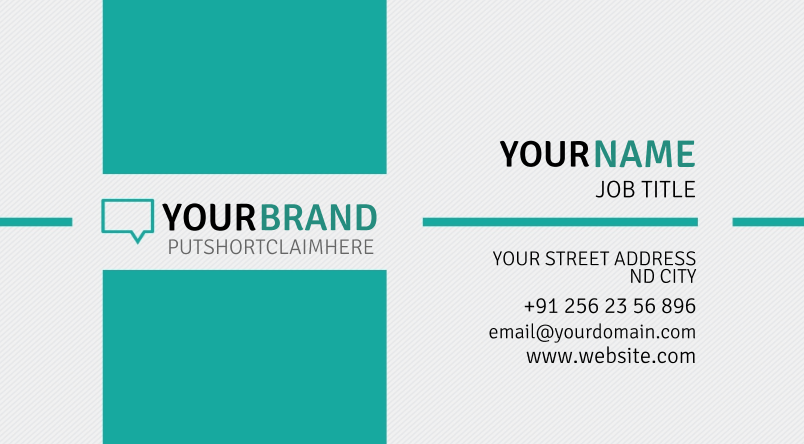 YOURBRAND
PUTSHORTCLAIMHERE
YOURNAME
JOB TITLE
YOUR STREET ADDRESS
ND CITY
+91 256 23 56 896
email@yourdomain.com
www.website.com